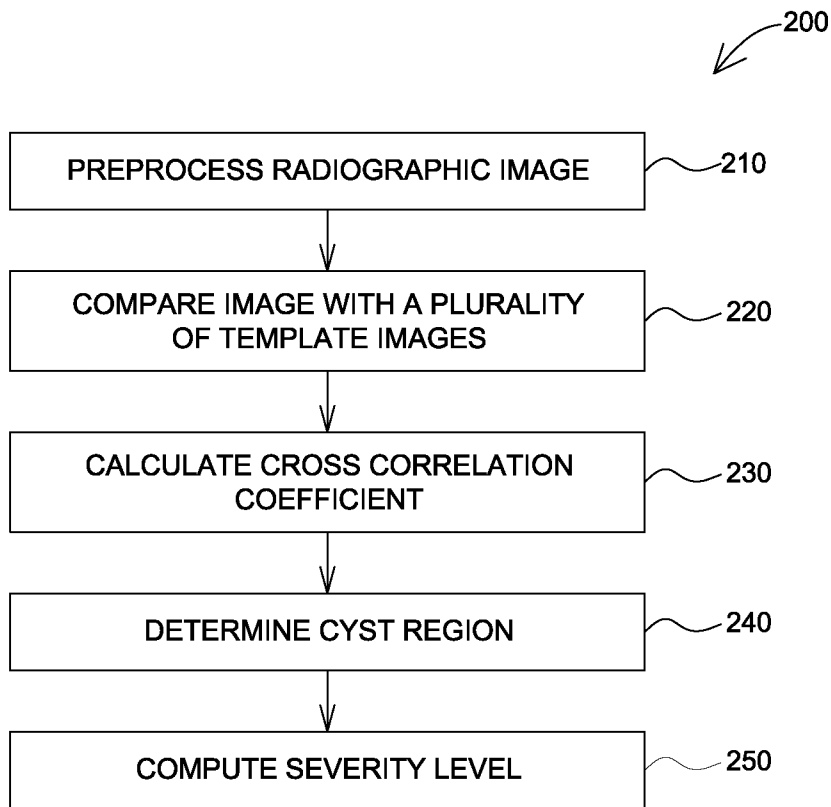 200
PREPROCESS RADIOGRAPHIC IMAGE
210
COMPARE IMAGE WITH A PLURALITY
OF TEMPLATE IMAGES
220
CALCULATE CROSS CORRELATION
COEFFICIENT
230
DETERMINE CYST REGION
240
COMPUTE SEVERITY LEVEL
250